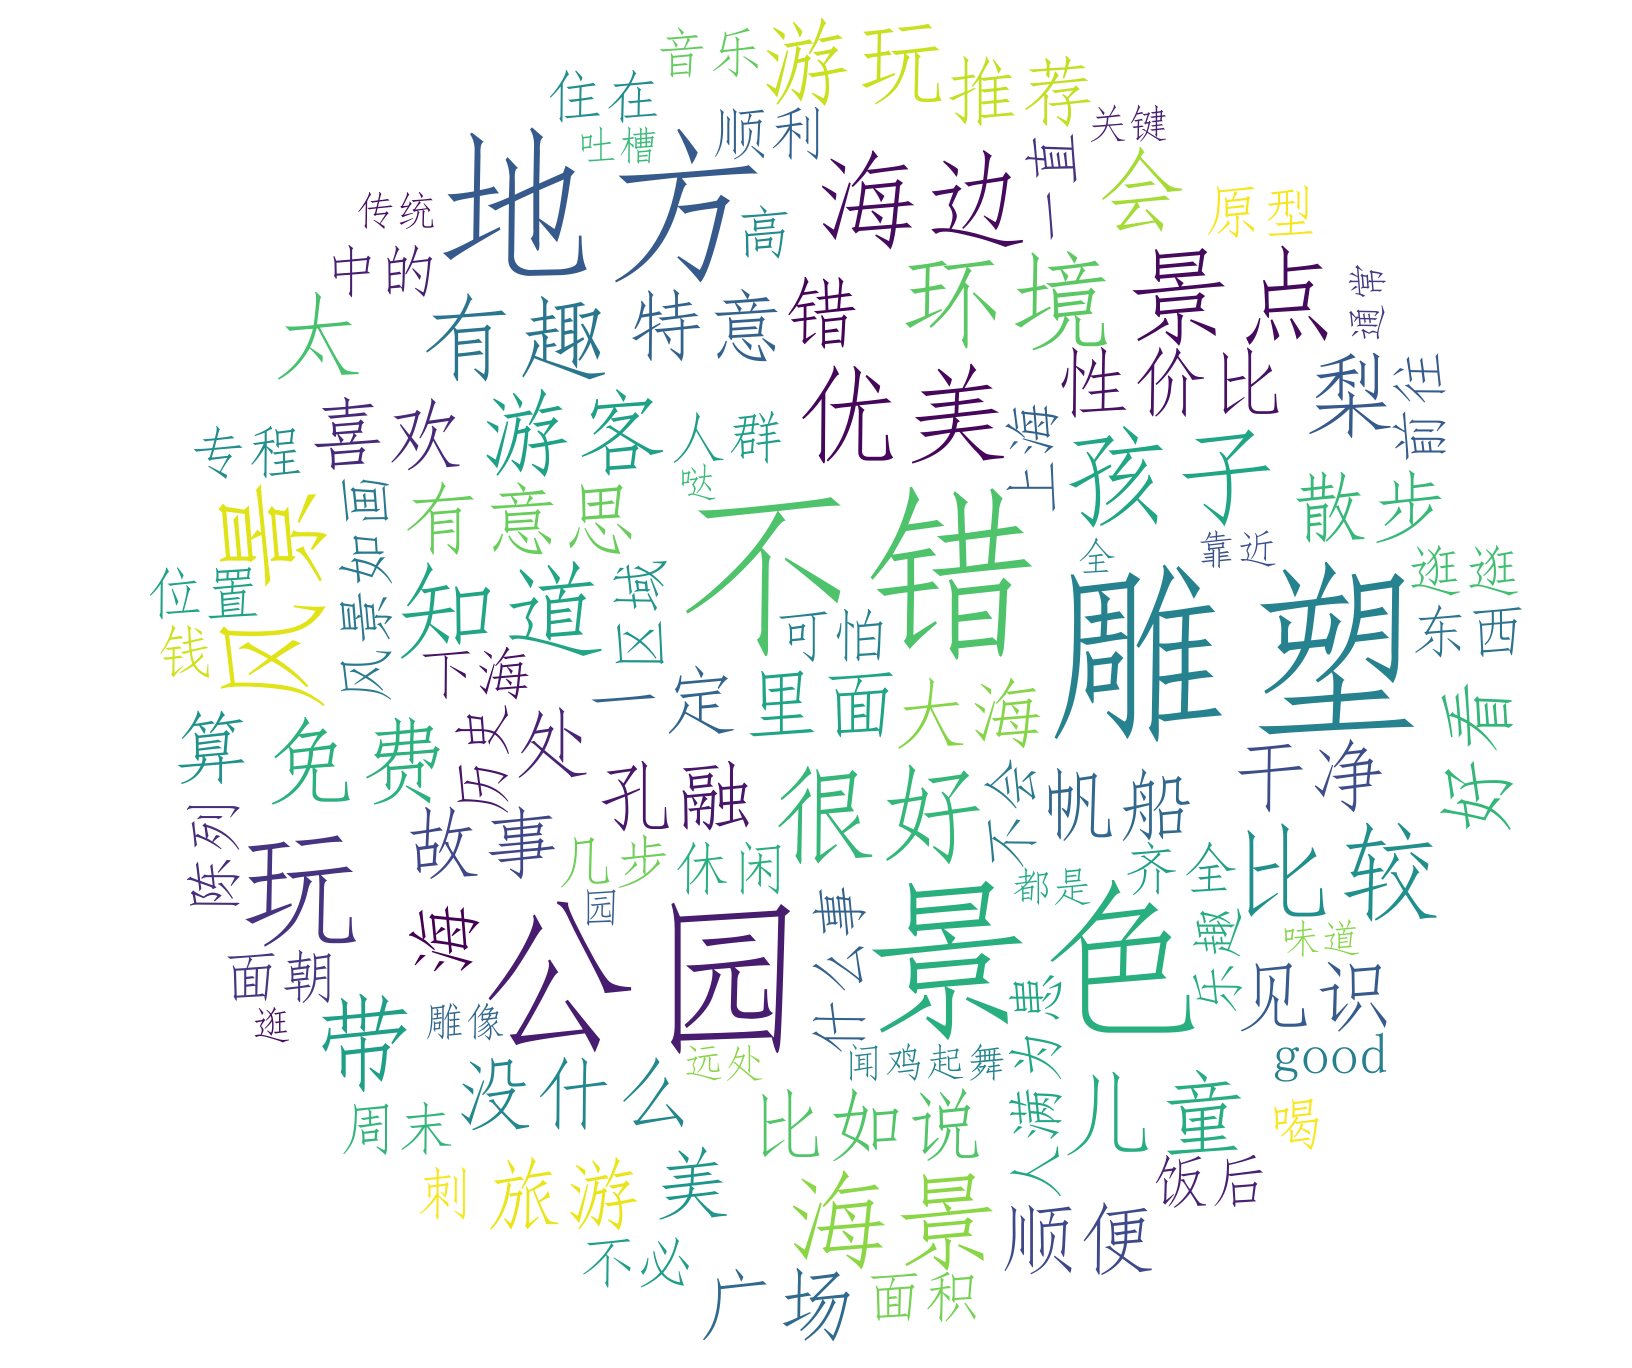 音乐
游玩
推荐
住在
吐槽
顺利
关键
地方
海边
一直
会
传统
高
原型
中的
环境
景点
通常
太
有趣
特意
错
优美
性价比
梨
前往
专程
喜欢
游客
人群
哒
上海
孩子
散步
风景
风景如画
有意思
不错
全
靠近
逛逛
位置
知道
区域
可怕
雕塑
东西
钱
下海
一定
里面
大海
好看
算
免费
历史
处
孔融
很好
不会
帆船
干净
陈列
玩
故事
几步
休闲
都是
齐全
比较
海
园
公园
什么事
景色
乐趣
味道
面朝
逛
带
雕像
远处
闻鸡起舞
人满为患
见识
good
周末
没什么
比如说
儿童
喝
刺
旅游
美
海景
顺便
饭后
不必
广场
面积